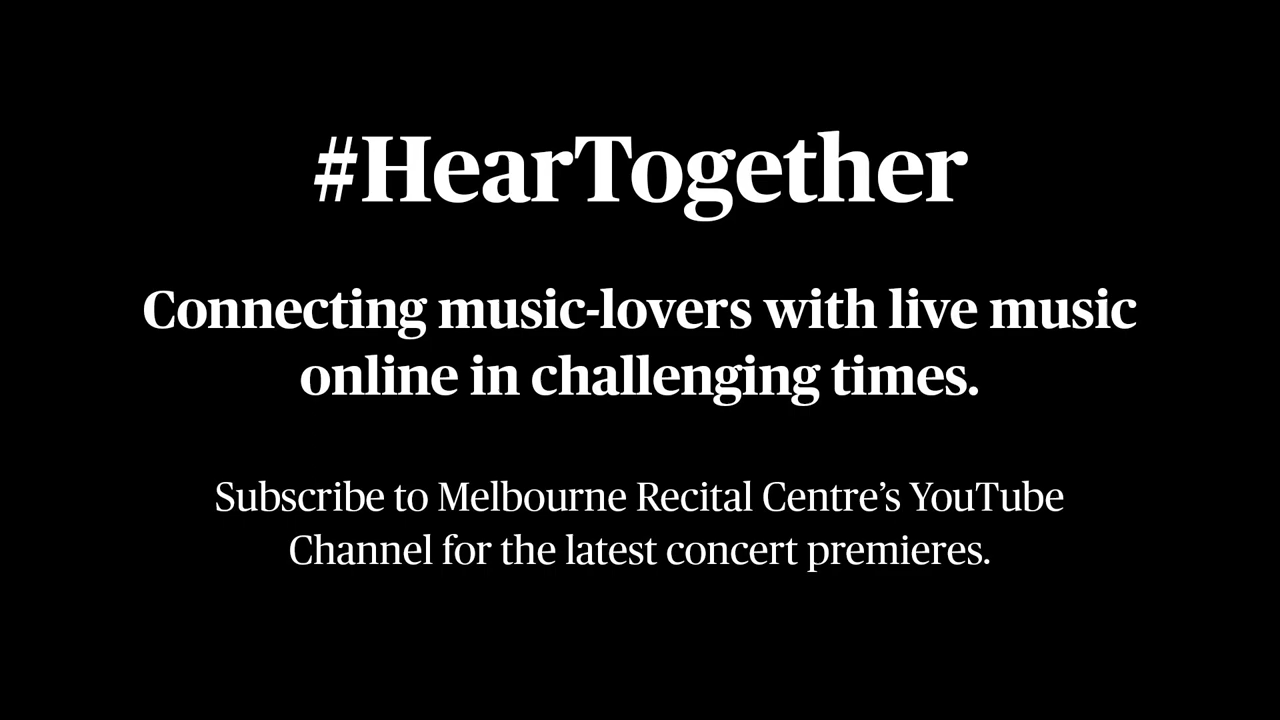 #HearTogether
Connecting music-lovers with live music
online in challenging times.
Subscribe to Melbourne Recital Centre’s YouTube
Channel for the latest concert premieres.